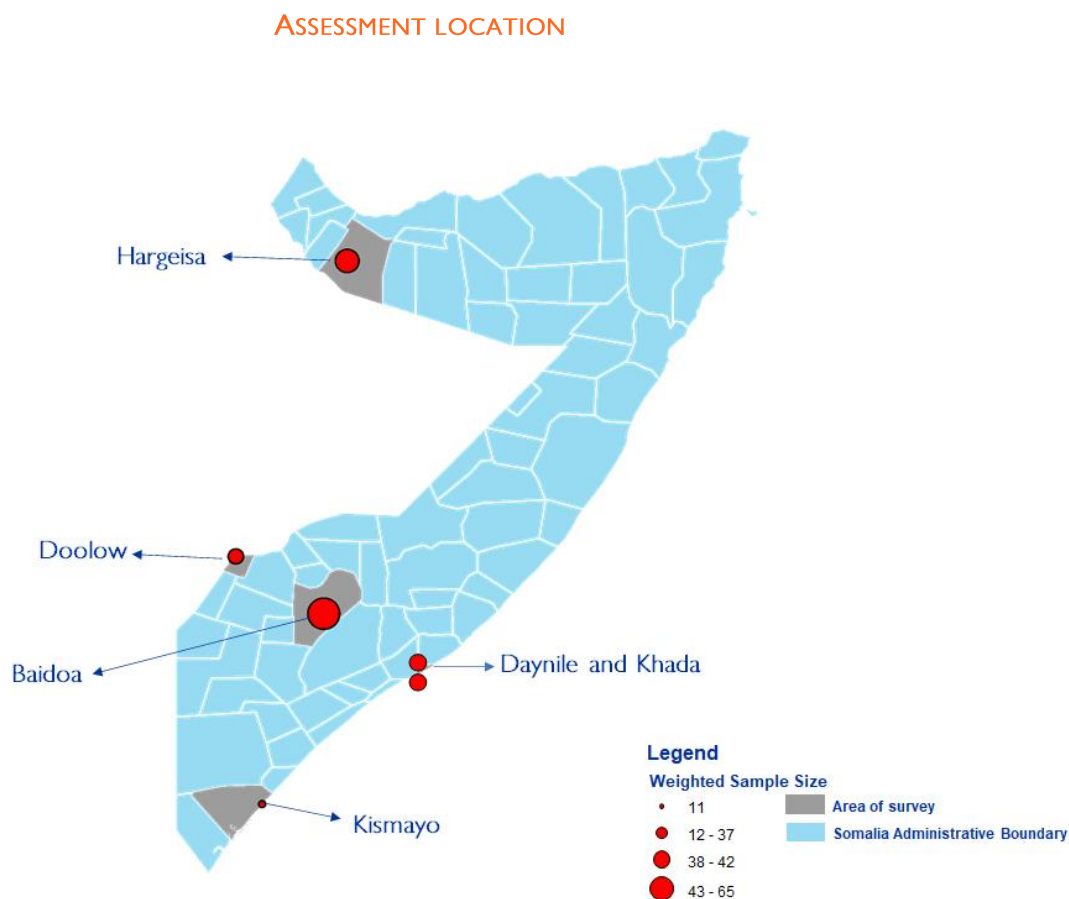 ASSESSMENT LOCATION
Hargeisa
Doolow
Baidoa
Daynile and Khada
Kismayo
Legend
Weighted Sample Size
11
12 - 37
38 - 42
43 - 65
Area of survey
Somalia Administrative Boundary